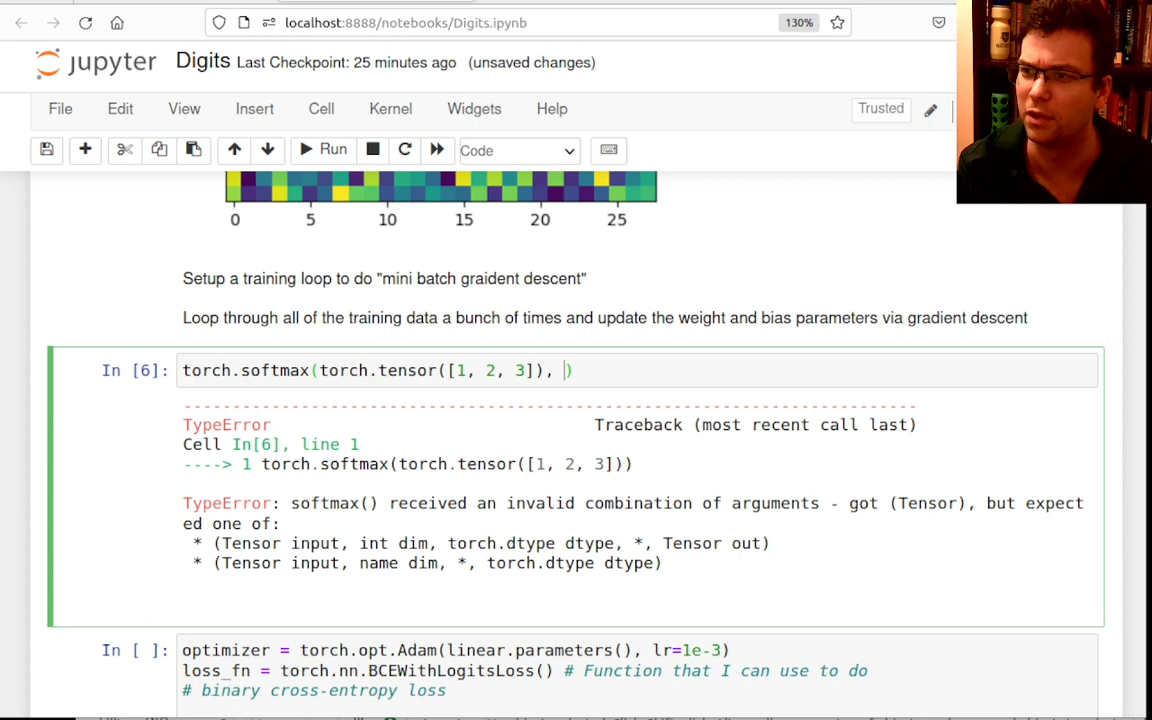 localhost:8888/notebooks/Digits.ipynb
130%
jupyter Digits Last Checkpoint: 25 minutes ago (unsaved changes)
File Edit View Insert Cell Kernel Widgets Help Trusted
Run Code
0 5 10 15 20 25
Setup a training loop to do "mini batch graident descent"
Loop through all of the training data a bunch of times and update the weight and bias parameters via gradient descent
In [6]: torch.softmax(torch.tensor([1, 2, 3]), )
---------------------------------------------------------------------------
TypeError Traceback (most recent call last)
Cell In[6], line 1
----> 1 torch.softmax(torch.tensor([1, 2, 3]))
TypeError: softmax() received an invalid combination of arguments - got (Tensor), but expect
ed one of:
* (Tensor input, int dim, torch.dtype dtype, *, Tensor out)
* (Tensor input, name dim, *, torch.dtype dtype)
In [ ]: optimizer = torch.opt.Adam(linear.parameters(), lr=1e-3)
loss_fn = torch.nn.BCEWithLogitsLoss() # Function that I can use to do
# binary cross-entropy loss